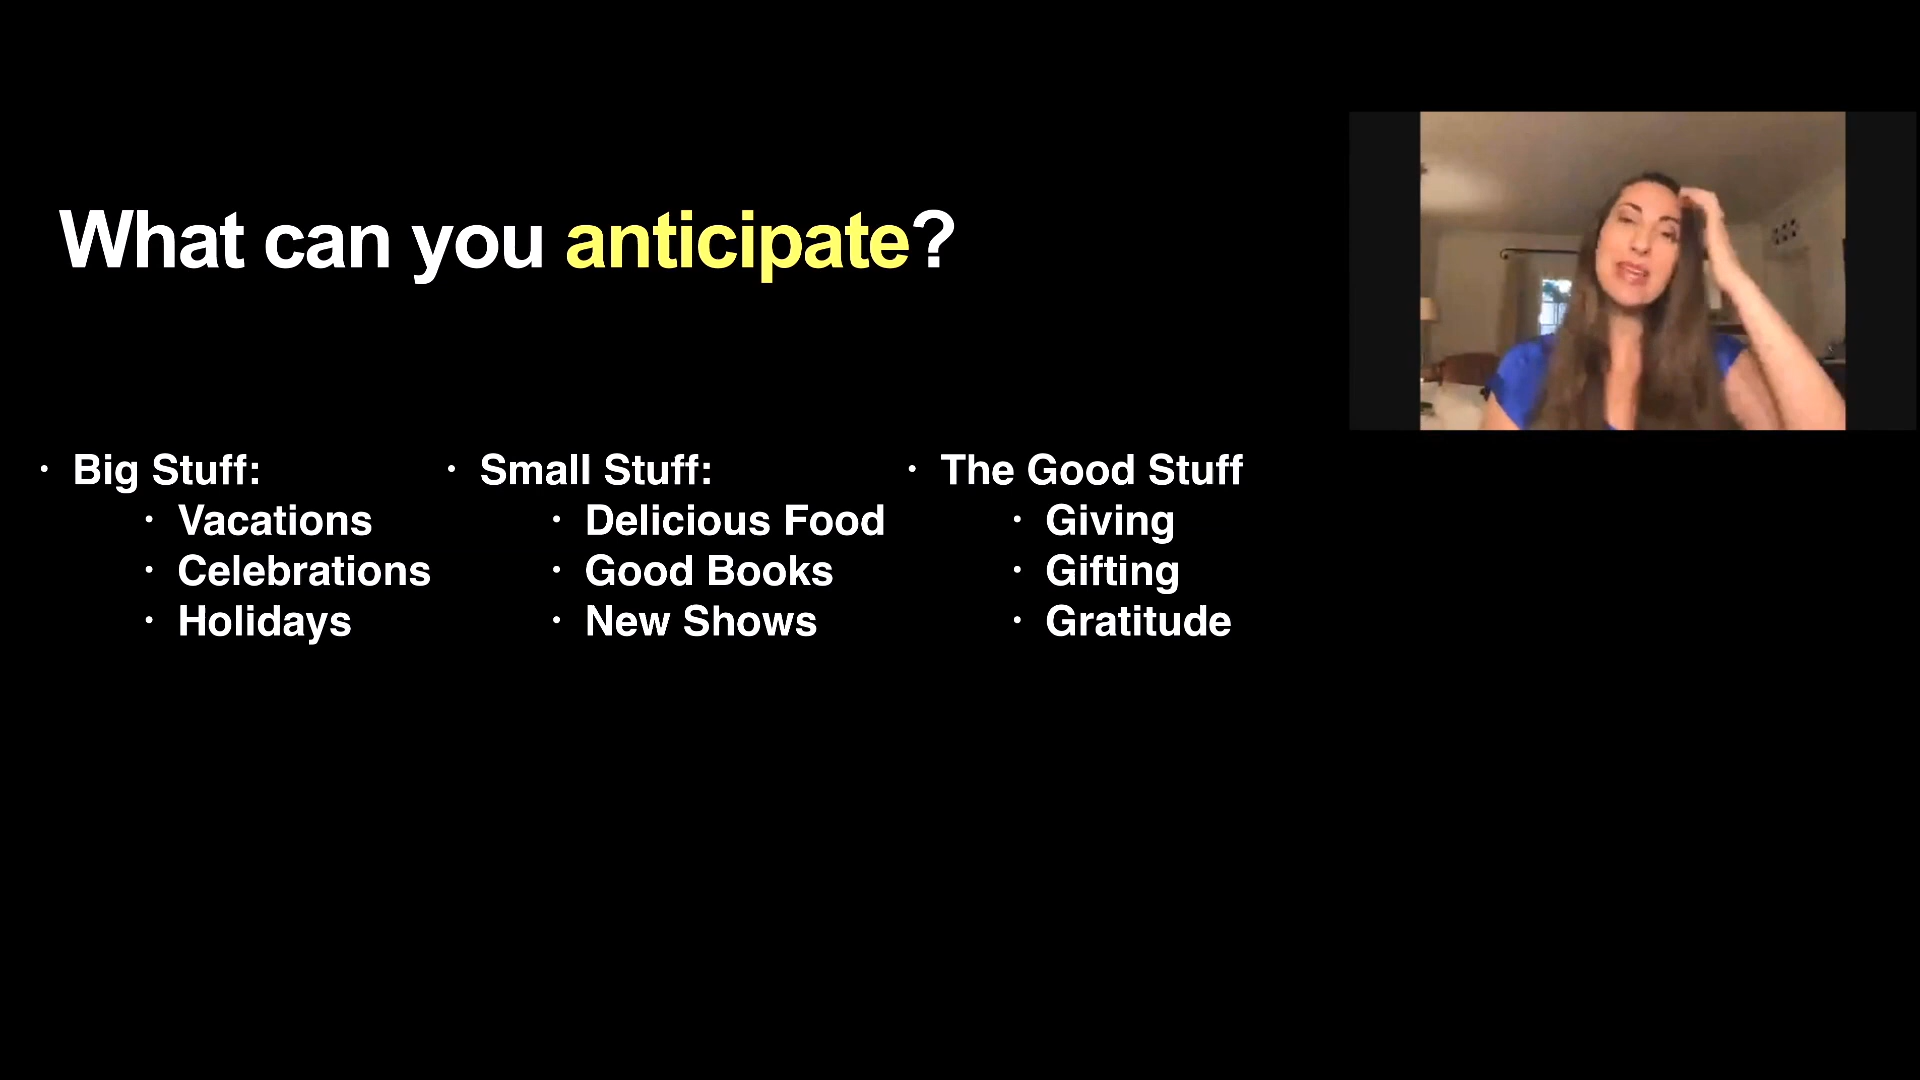 What can you anticipate?
· Big Stuff:
· Vacations
· Celebrations
· Holidays
· Small Stuff:
· Delicious Food
· Good Books
· New Shows
· The Good Stuff
· Giving
· Gifting
· Gratitude